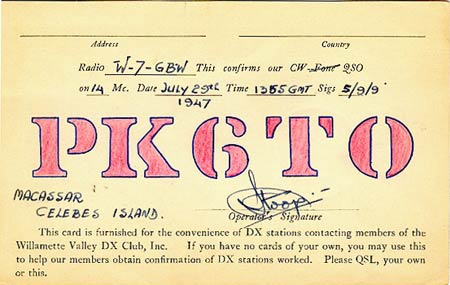 Address Country
Radio W-7-GBW This confirms our CW-Fone QSO
on 14 Mc. Date JULY 29th Time 1355 GMT Sigs 5/9/9
1947
PK6TO
MACASSAR
CELEBES ISLAND.
Operator's Signature
This card is furnished for the convenience of DX stations contacting members of the
Willamette Valley DX Club, Inc. If you have no cards of your own, you may use this
to help our members obtain confirmation of DX stations worked. Please QSL, your own
or this.